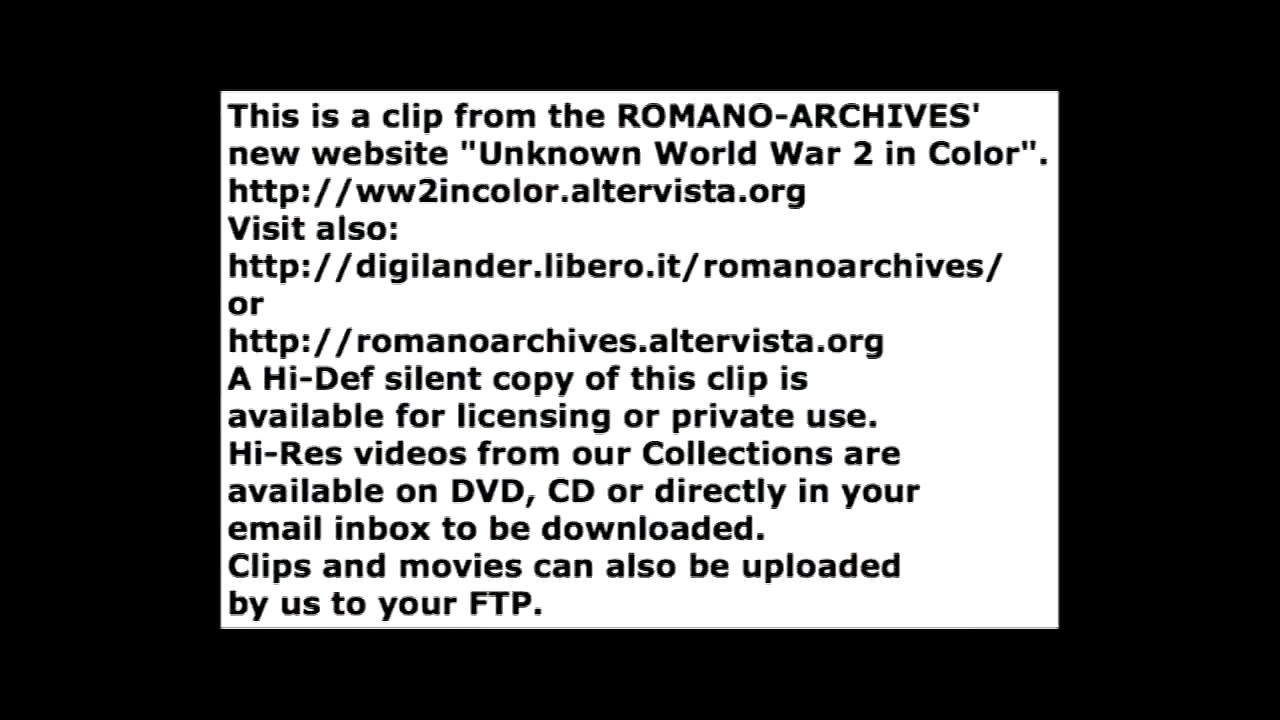 This is a clip from the ROMANO-ARCHIVES'
new website "Unknown World War 2 in Color".
http://ww2incolor.altervista.org
Visit also:
http://digilander.libero.it/romanoarchives/
or
http://romanoarchives.altervista.org
A Hi-Def silent copy of this clip is
available for licensing or private use.
Hi-Res videos from our Collections are
available on DVD, CD or directly in your
email inbox to be downloaded.
Clips and movies can also be uploaded
by us to your FTP.